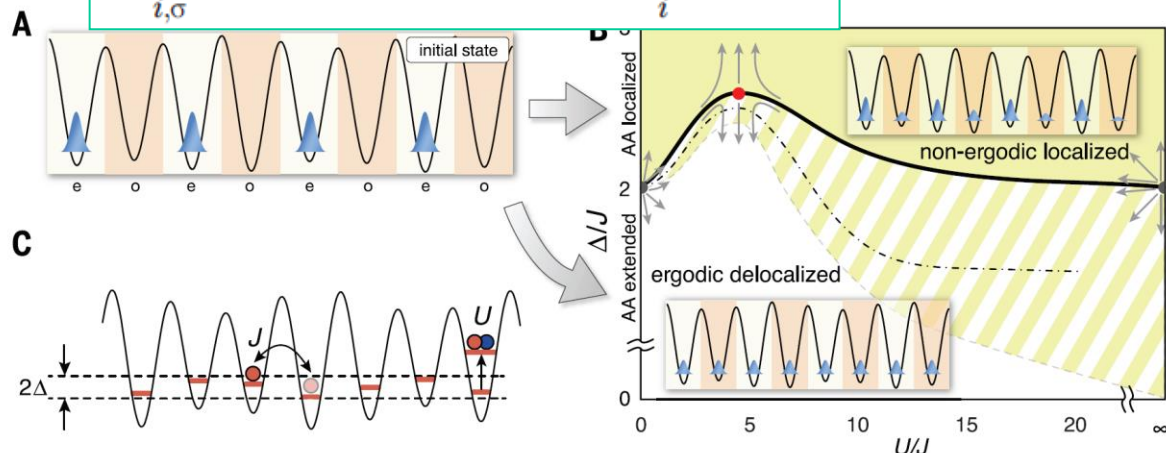 i,σ i
A
initial state
e o e o e o e o
C
J
U
2Δ
B
AA localized
AA extended
Δ/J
2
0
non-ergodic localized
ergodic delocalized
0 5 10 15 20 ∞
U/J